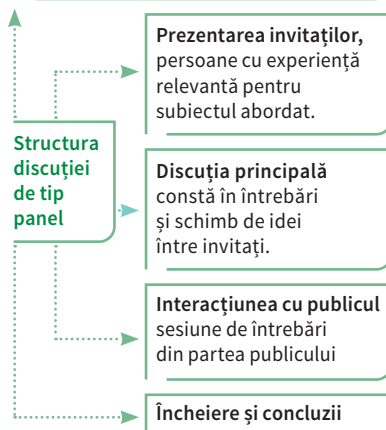 Prezentarea invitaților,
persoane cu experiență
relevantă pentru
subiectul abordat.
Structura
discuției
de tip
panel
Discuția principală
constă în întrebări
și schimb de idei
între invitați.
Interacțiunea cu publicul
sesiune de întrebări
din partea publicului
Încheiere și concluzii